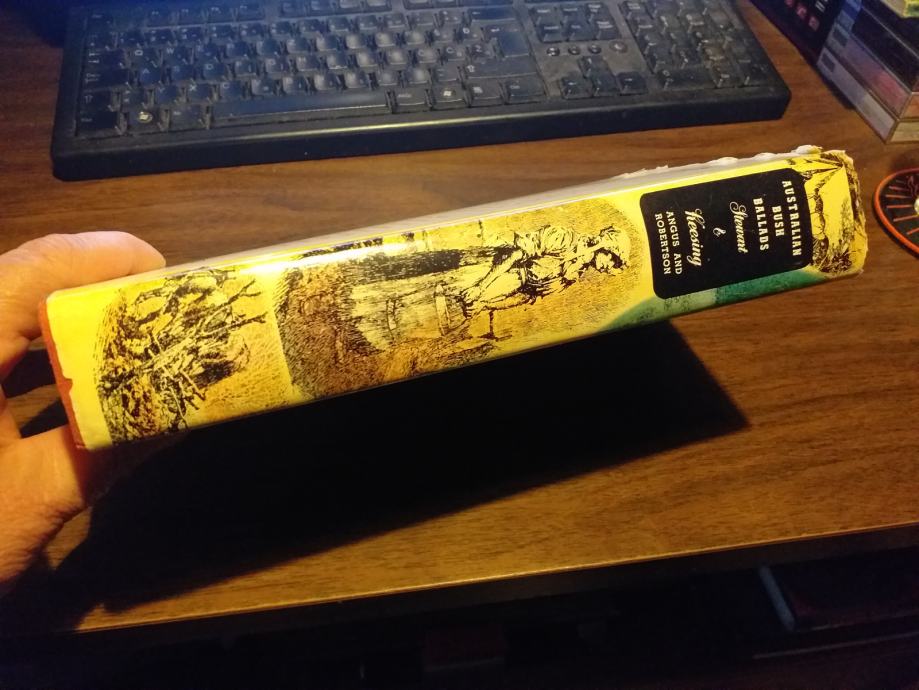 AUSTRALIAN
BUSH
BALLADS
Stewart
&
Keesing
ANGUS AND
ROBERTSON